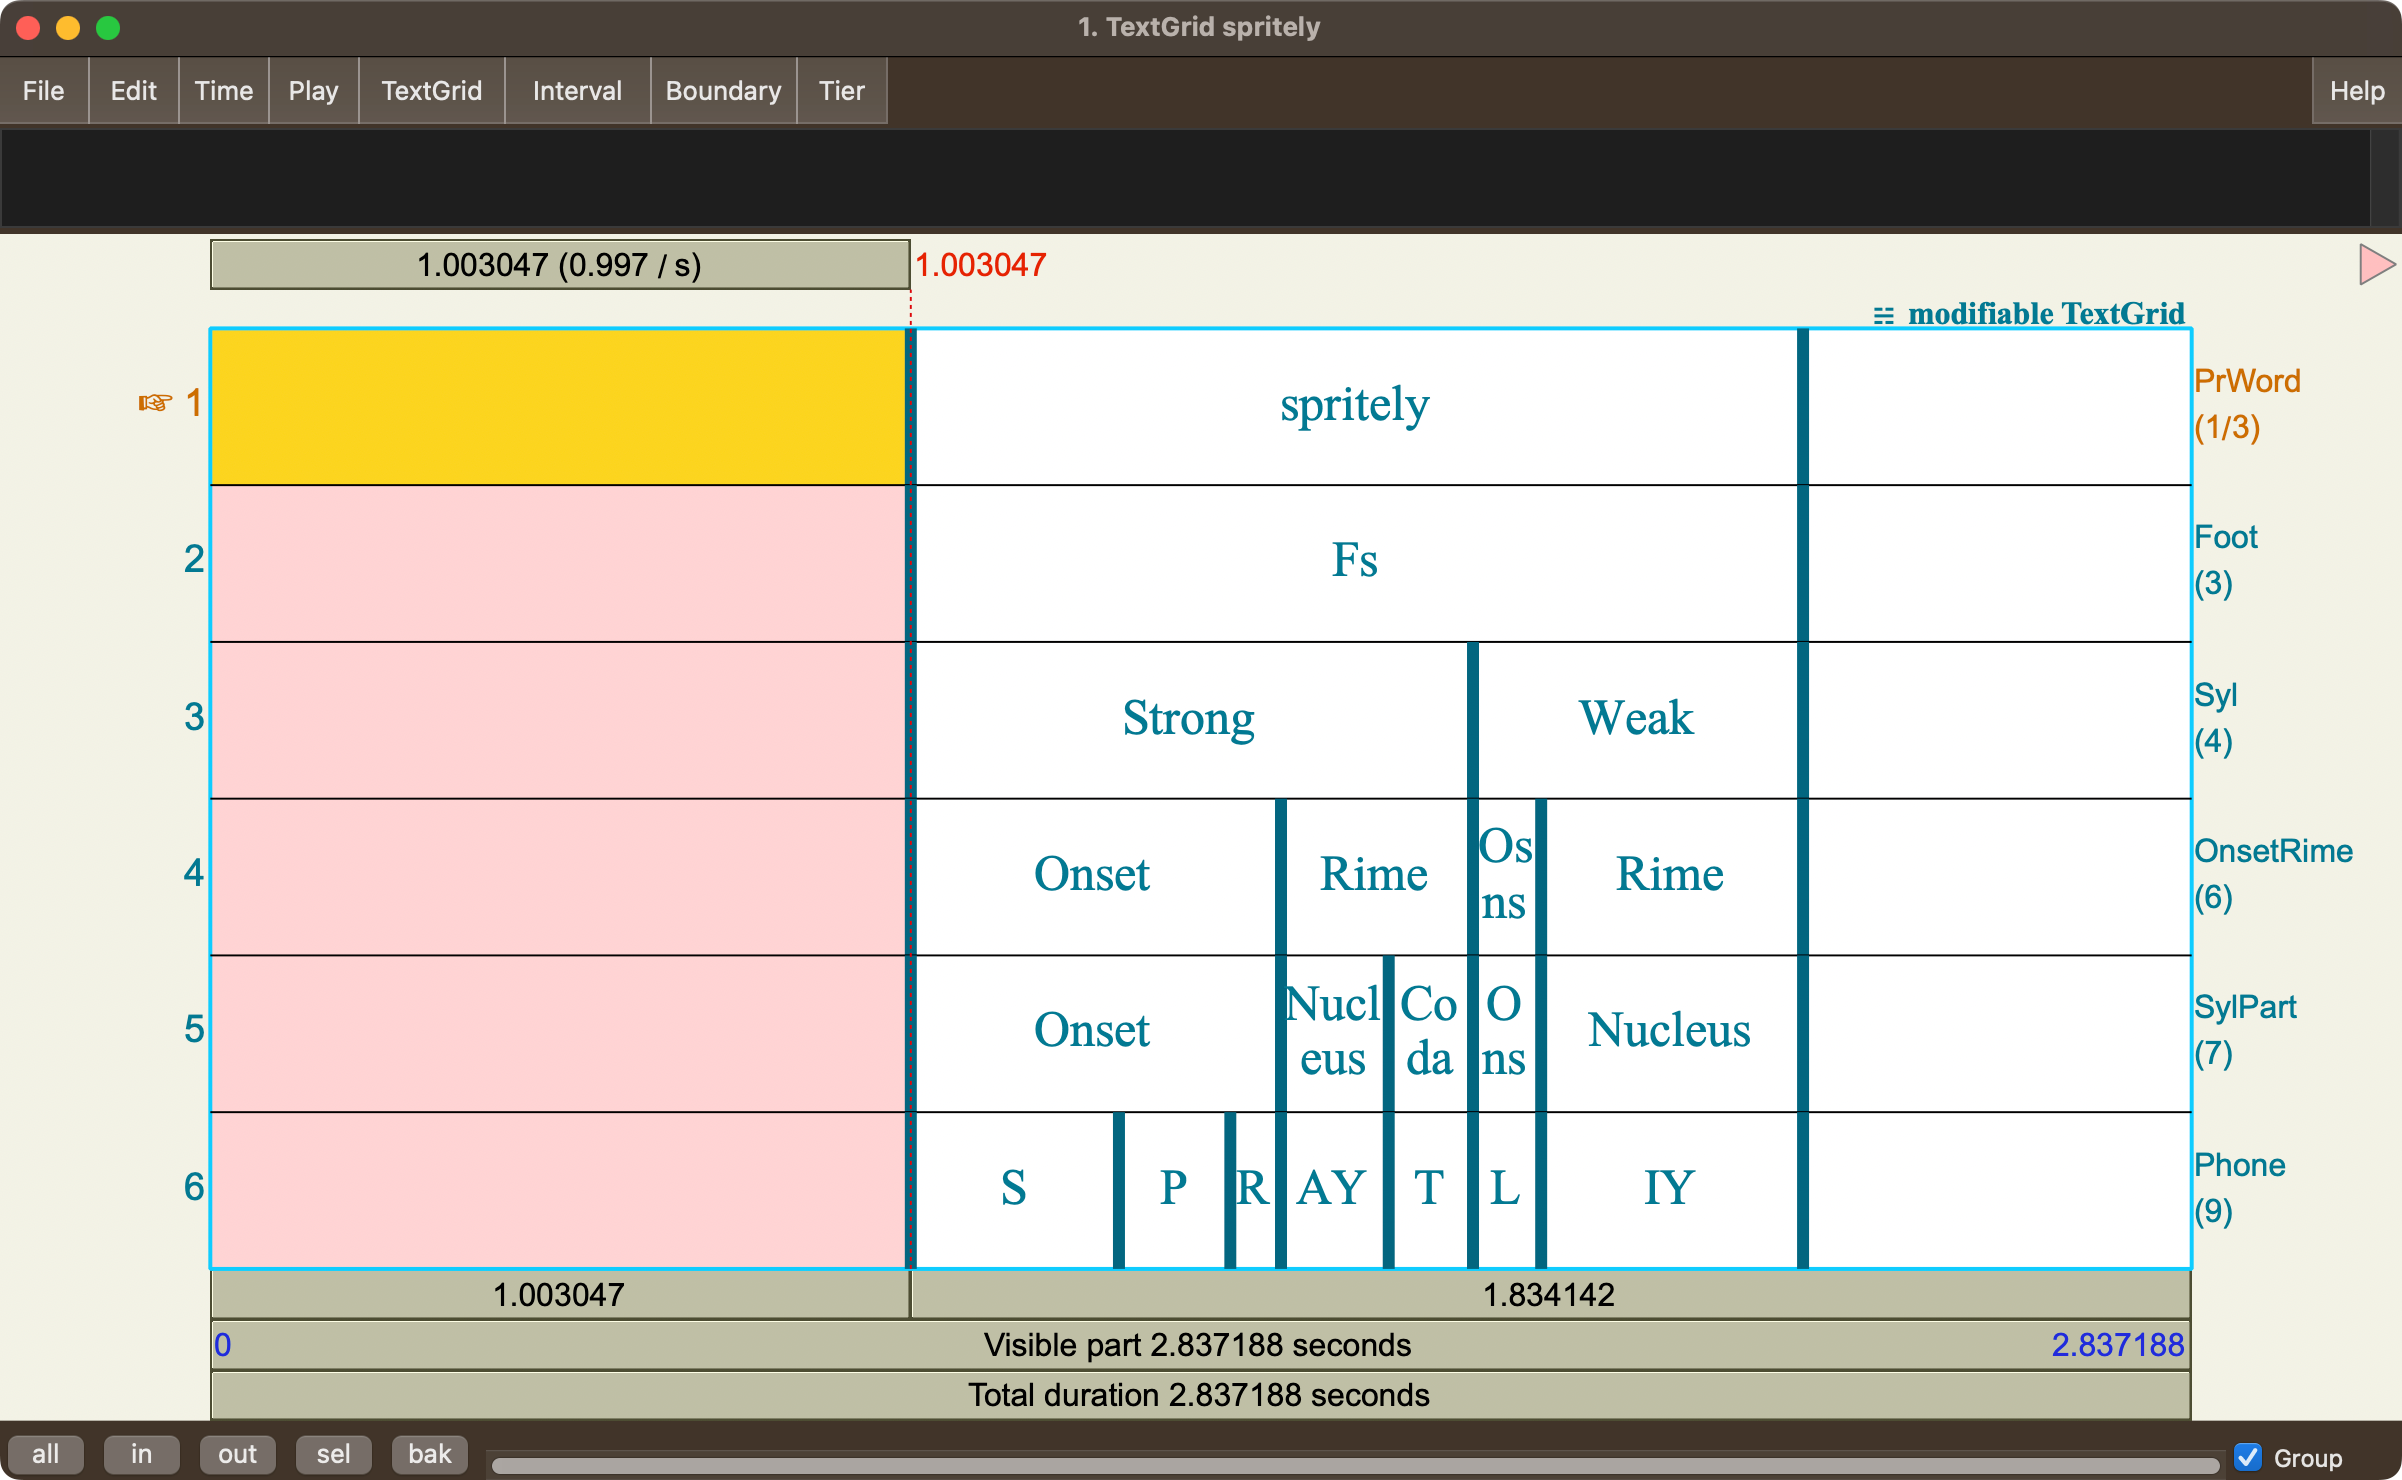 1. TextGrid spritely
File Edit Time Play TextGrid Interval Boundary Tier Help
1.003047 (0.997 / s) 1.003047
☵ modifiable TextGrid
☞ 1 spritely PrWord
(1/3)
2 Fs Foot
(3)
3 Strong Weak Syl
(4)
4 Onset Rime Os
ns Rime OnsetRime
(6)
5 Onset Nucl
eus Co
da O
ns Nucleus SylPart
(7)
6 S P R AY T L IY Phone
(9)
1.003047 1.834142
0 Visible part 2.837188 seconds 2.837188
Total duration 2.837188 seconds
all in out sel bak Group